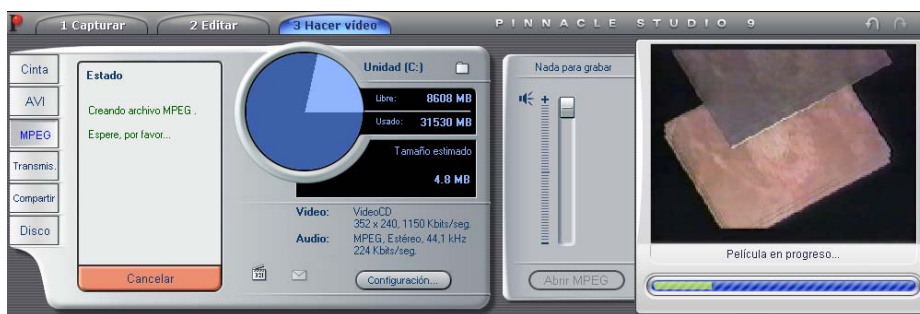 1 Capturar
2 Editar
3 Hacer vídeo
PINNACLE STUDIO 9
Cinta
AVI
MPEG
Transmis.
Compartir
Disco
Estado
Creando archivo MPEG .
Espere, por favor...
Cancelar
Unidad (C:)
Libre: 8608 MB
Usado: 31530 MB
Tamaño estimado
4.8 MB
Video: VideoCD
352 x 240, 1150 Kbits/seg.
Audio: MPEG, Estéreo, 44,1 kHz
224 Kbits/seg.
Configuración...
Nada para grabar
Abrir MPEG
Película en progreso...